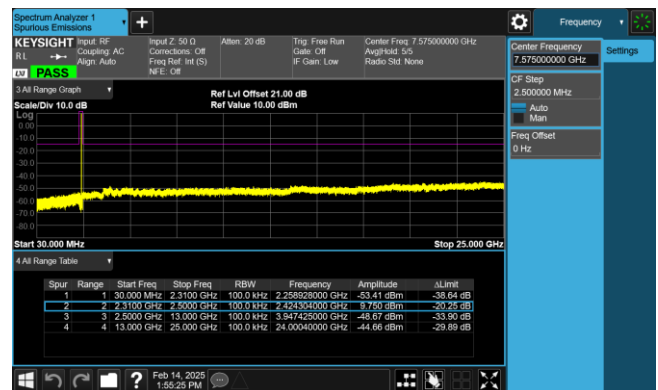 Spectrum Analyzer 1
Spurious Emissions
Frequency
KEYSIGHT
R L
LXI PASS
Input: RF
Coupling: AC
Align: Auto
Input Z: 50 Ω
Corrections: Off
Freq Ref: Int (S)
NFE: Off
Atten: 20 dB
Trig: Free Run
Gate: Off
IF Gain: Low
Center Freq: 7.575000000 GHz
Avg|Hold: 5/5
Radio Std: None
Center Frequency
7.575000000 GHz
Settings
CF Step
2.500000 MHz
Auto
Man
Freq Offset
0 Hz
3 All Range Graph
Scale/Div 10.0 dB
Ref Lvl Offset 21.00 dB
Ref Value 10.00 dBm
Log
0.00
-10.0
-20.0
-30.0
-40.0
-50.0
-60.0
-70.0
-80.0
Start 30.000 MHz Stop 25.000 GHz
4 All Range Table
Spur Range Start Freq Stop Freq RBW Frequency Amplitude ΔLimit
1 1 30.000 MHz 2.3100 GHz 100.0 kHz 2.258928000 GHz -53.41 dBm -38.64 dB
2 2 2.3100 GHz 2.5000 GHz 100.0 kHz 2.424304000 GHz 9.750 dBm -20.25 dB
3 3 2.5000 GHz 13.000 GHz 100.0 kHz 3.947425000 GHz -48.67 dBm -33.90 dB
4 4 13.000 GHz 25.000 GHz 100.0 kHz 24.00040000 GHz -44.66 dBm -29.89 dB
Feb 14, 2025
1:55:25 PM